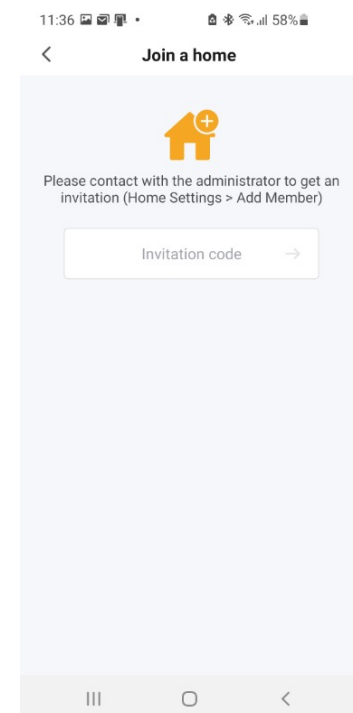 11:36 58%
Join a home
Please contact with the administrator to get an
invitation (Home Settings > Add Member)
Invitation code